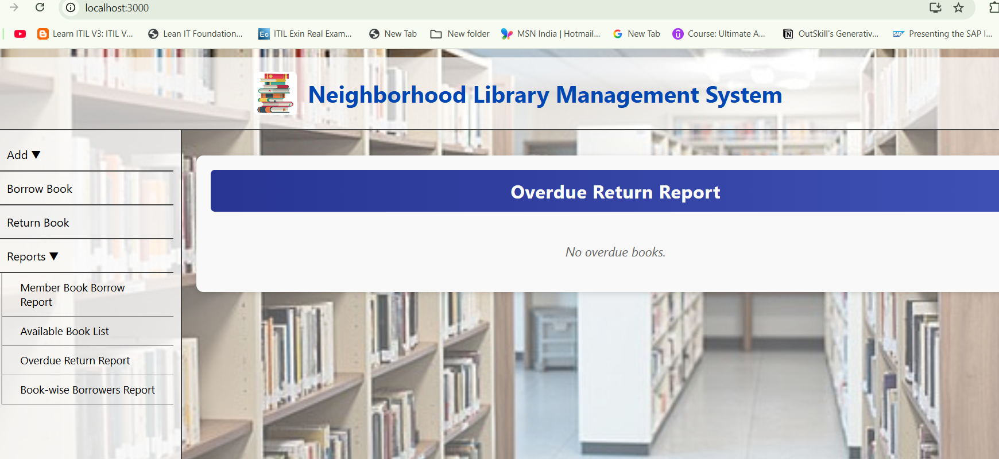 localhost:3000
Learn ITIL V3: ITIL V... Lean IT Foundation... Ec ITIL Exin Real Exam... New Tab New folder MSN India | Hotmail... New Tab Course: Ultimate A... OutSkill's Generativ... SAP Presenting the SAP I...
Neighborhood Library Management System
Add ▼
Borrow Book
Return Book
Reports ▼
Member Book Borrow
Report
Available Book List
Overdue Return Report
Book-wise Borrowers Report
Overdue Return Report
No overdue books.